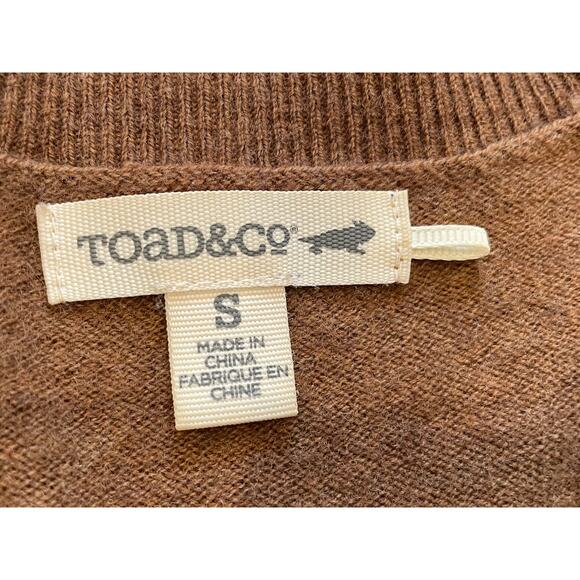 TOAD&CO®
S
MADE IN
CHINA
FABRIQUE EN
CHINE